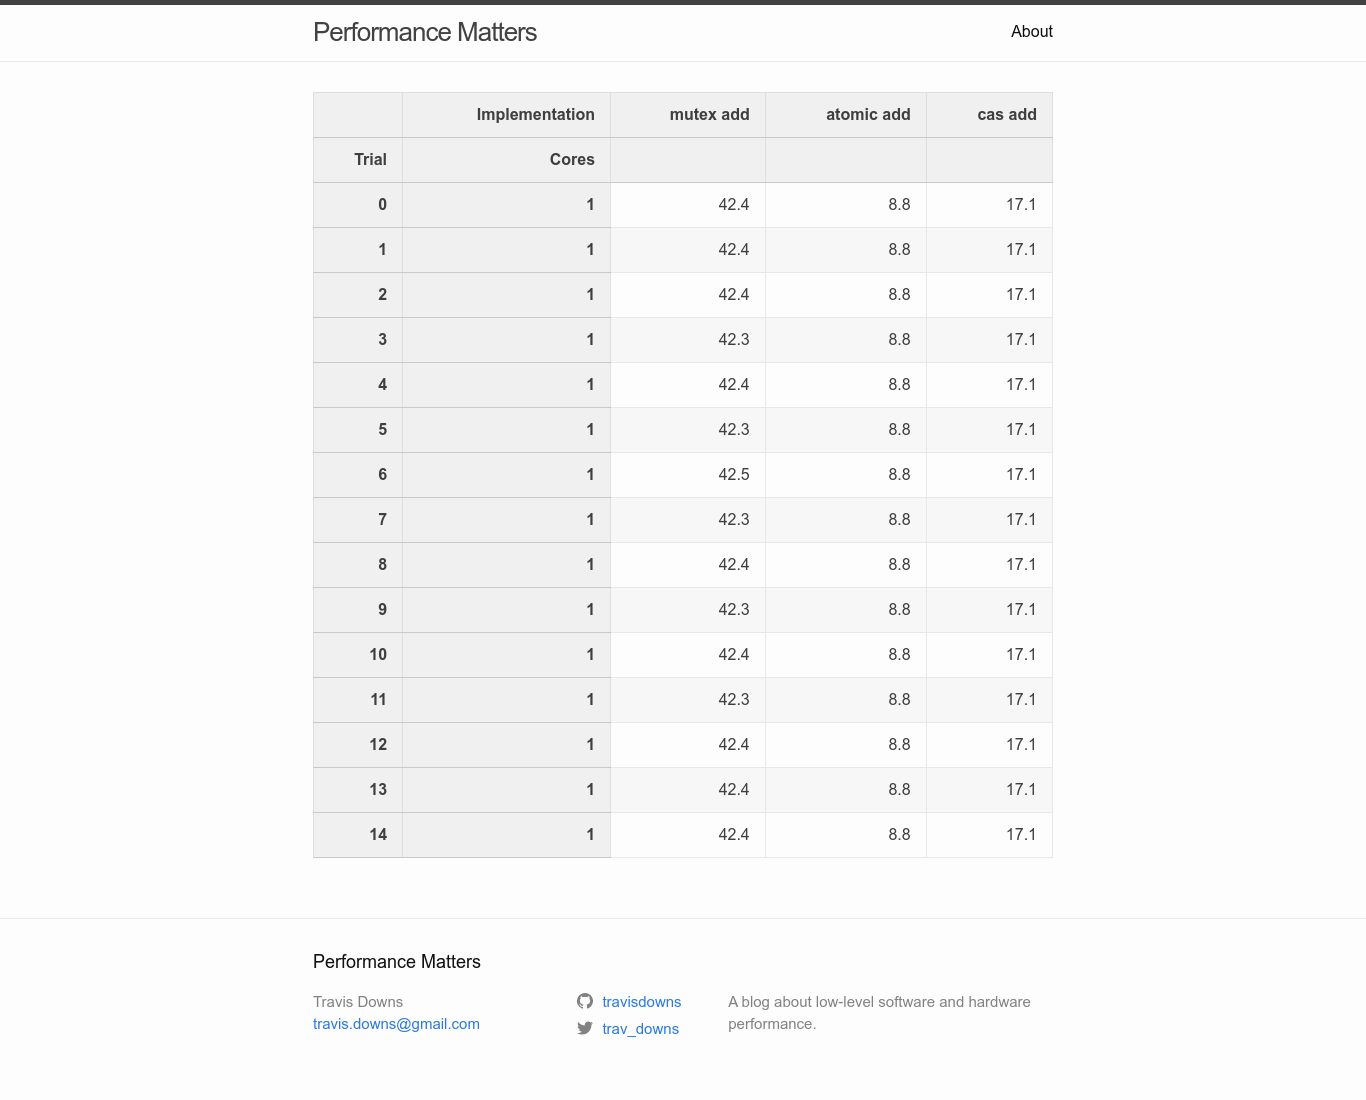 Performance Matters
About
Implementation mutex add atomic add cas add
Trial Cores
0 1 42.4 8.8 17.1
1 1 42.4 8.8 17.1
2 1 42.4 8.8 17.1
3 1 42.3 8.8 17.1
4 1 42.4 8.8 17.1
5 1 42.3 8.8 17.1
6 1 42.5 8.8 17.1
7 1 42.3 8.8 17.1
8 1 42.4 8.8 17.1
9 1 42.3 8.8 17.1
10 1 42.4 8.8 17.1
11 1 42.3 8.8 17.1
12 1 42.4 8.8 17.1
13 1 42.4 8.8 17.1
14 1 42.4 8.8 17.1
Performance Matters
Travis Downs
travis.downs@gmail.com
travisdowns
trav_downs
A blog about low-level software and hardware
performance.